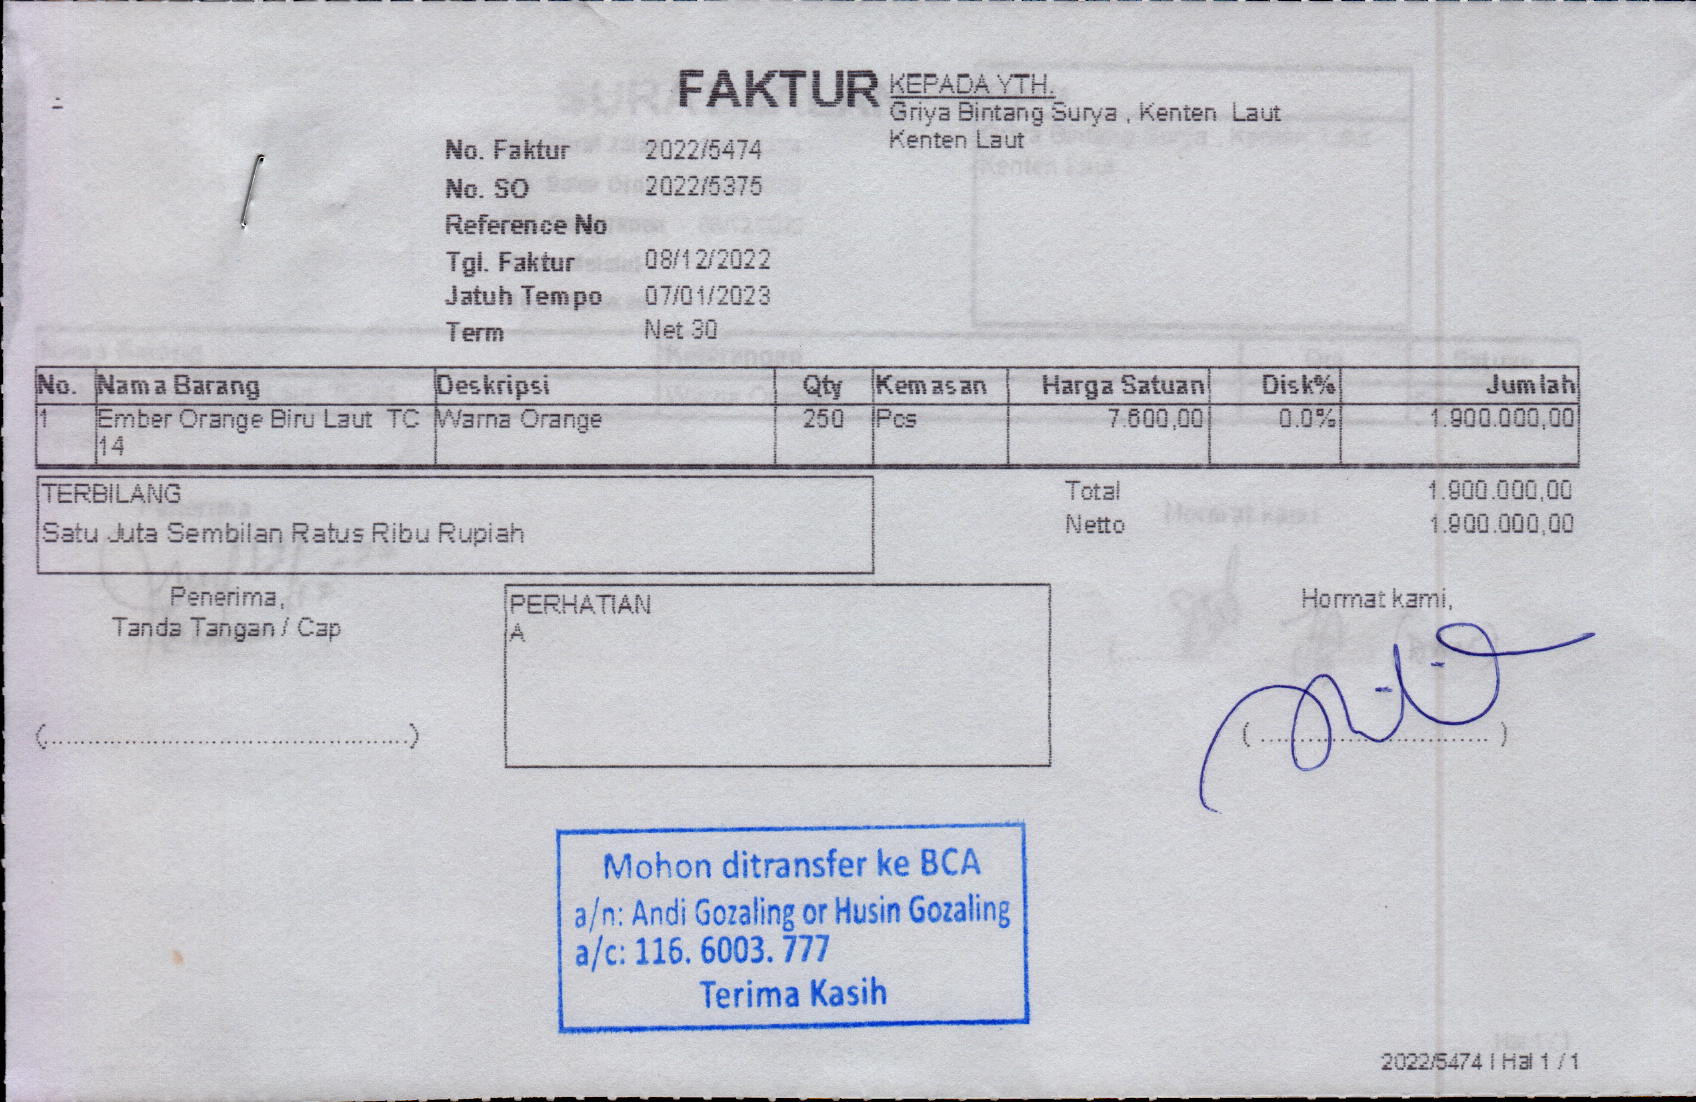 FAKTUR
KEPADA YTH.
Griya Bintang Surya , Kenten Laut
Kenten Laut
No. Faktur 2022/5474
No. SO 2022/5375
Reference No
Tgl. Faktur 08/12/2022
Jatuh Tempo 07/01/2023
Term Net 30
No. Nama Barang Deskripsi Qty Kemasan Harga Satuan Disk% Jumlah
1 Ember Orange Biru Laut TC Warna Orange 250 Pcs 7.600,00 0.0% 1.900.000,00
14
TERBILANG
Satu Juta Sembilan Ratus Ribu Rupiah
Total 1.900.000,00
Netto 1.900.000,00
Penerima,
Tanda Tangan / Cap
(..............................................)
PERHATIAN
A
Hormat kami,
( ............................. )
Mohon ditransfer ke BCA
a/n: Andi Gozaling or Husin Gozaling
a/c: 116. 6003. 777
Terima Kasih
2022/5474 | Hal 1 / 1